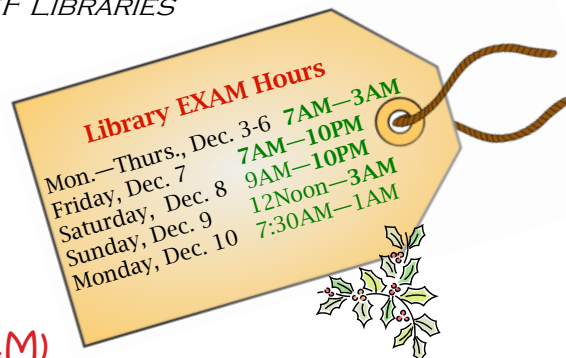 F LIBRARIES
Library EXAM Hours
Mon.—Thurs., Dec. 3-6 7AM—3AM
Friday, Dec. 7 7AM—10PM
Saturday, Dec. 8 9AM—10PM
Sunday, Dec. 9 12Noon—3AM
Monday, Dec. 10 7:30AM—1AM
M)